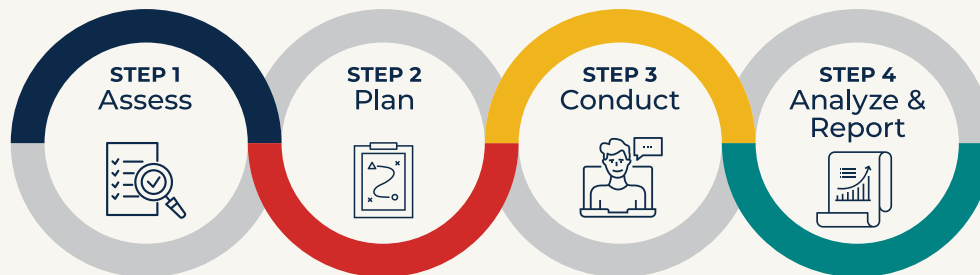 STEP 1
Assess
STEP 2
Plan
STEP 3
Conduct
STEP 4
Analyze &
Report